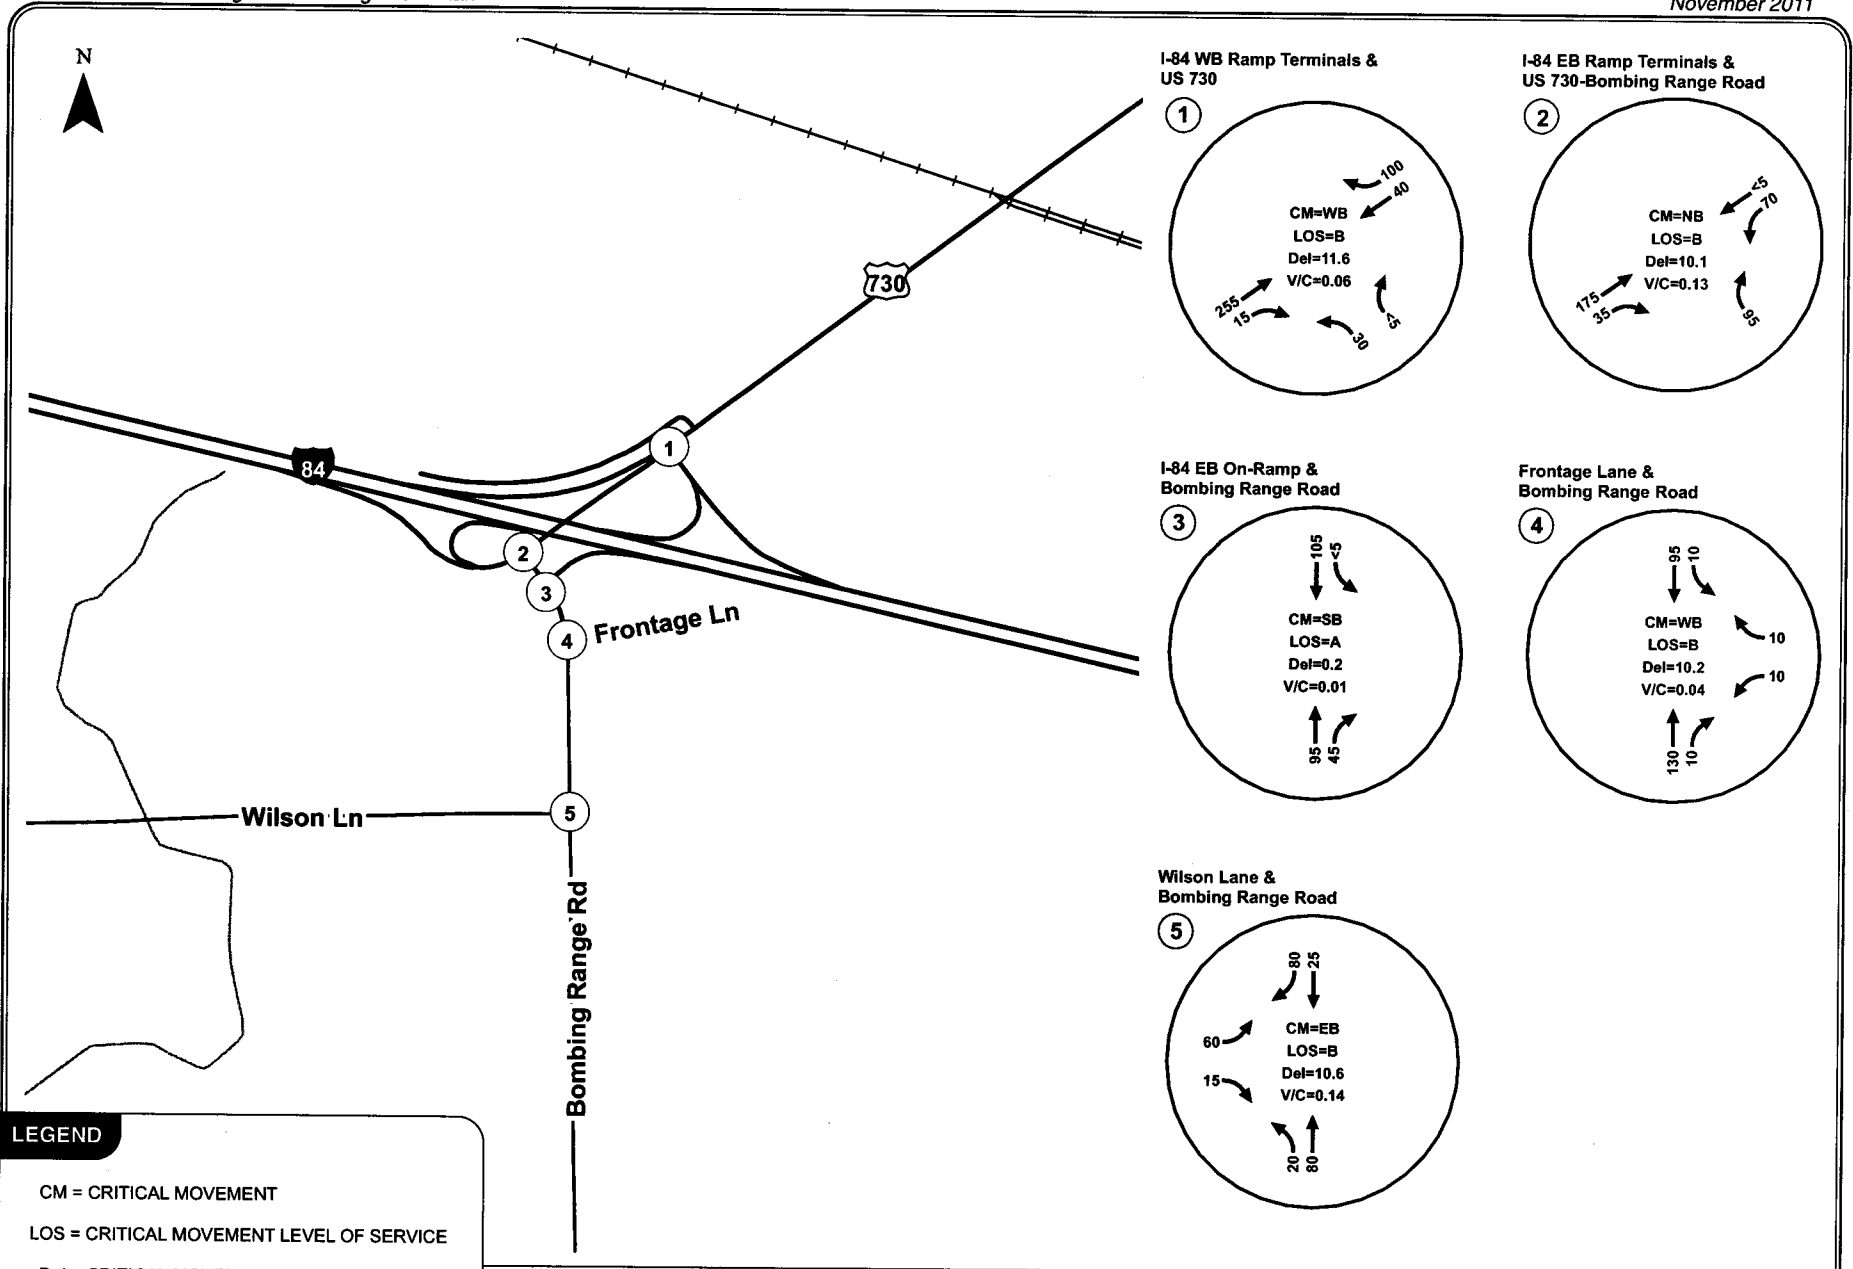 November 2011
N
730
84
1
2
3
4
Frontage Ln
Wilson Ln
5
Bombing Range Rd
I-84 WB Ramp Terminals &
US 730
1
100
40
CM=WB
LOS=B
Del=11.6
V/C=0.06
255
15
30
<5
I-84 EB Ramp Terminals &
US 730-Bombing Range Road
2
<5
70
CM=NB
LOS=B
Del=10.1
V/C=0.13
175
35
95
I-84 EB On-Ramp &
Bombing Range Road
3
105
<5
CM=SB
LOS=A
Del=0.2
V/C=0.01
95
45
Frontage Lane &
Bombing Range Road
4
95
10
CM=WB
LOS=B
Del=10.2
V/C=0.04
10
10
130
10
Wilson Lane &
Bombing Range Road
5
80
25
60
15
CM=EB
LOS=B
Del=10.6
V/C=0.14
20
80
LEGEND
CM = CRITICAL MOVEMENT
LOS = CRITICAL MOVEMENT LEVEL OF SERVICE